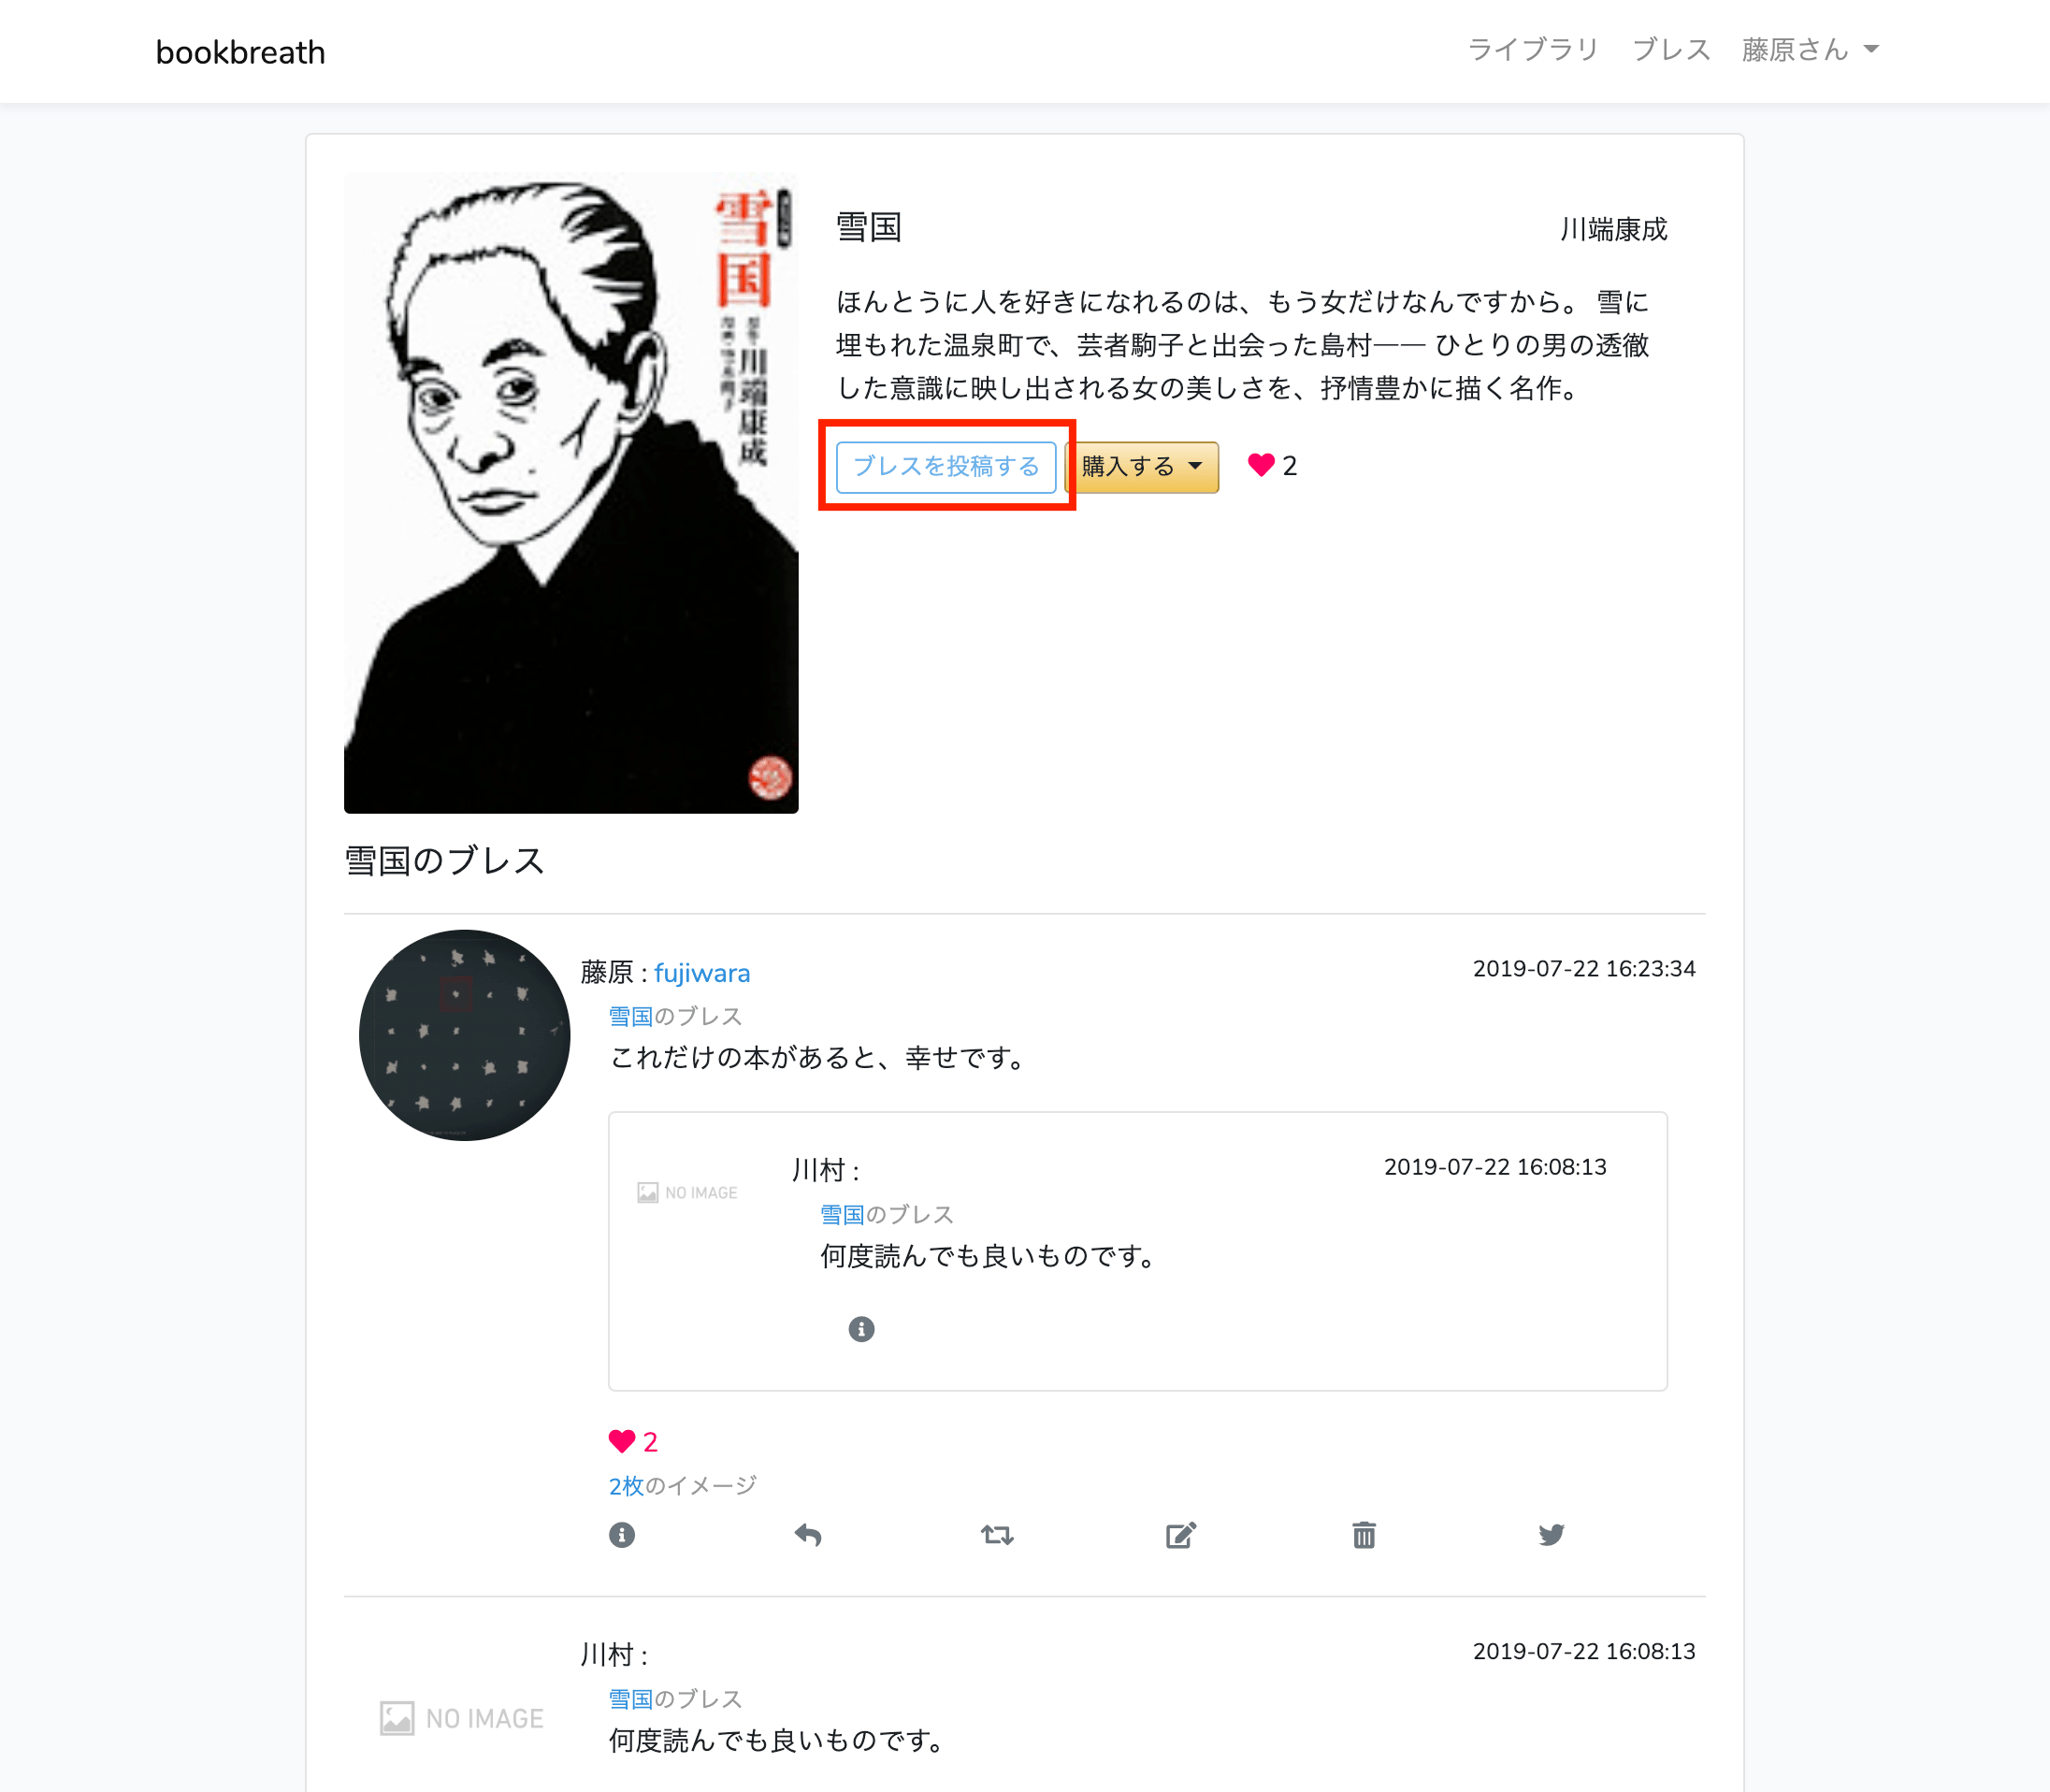 bookbreath
ライブラリ ブレス 藤原さん
雪国
川端康成
雪国
川端康成
ほんとうに人を好きになれるのは、もう女だけなんですから。 雪に
埋もれた温泉町で、芸者駒子と出会った島村―― ひとりの男の透徹
した意識に映し出される女の美しさを、抒情豊かに描く名作。
ブレスを投稿する 購入する 2
雪国のブレス
藤原 : fujiwara 2019-07-22 16:23:34
雪国のブレス
これだけの本があると、幸せです。
NO IMAGE
川村 : 2019-07-22 16:08:13
雪国のブレス
何度読んでも良いものです。
2
2枚のイメージ
川村 : 2019-07-22 16:08:13
NO IMAGE
雪国のブレス
何度読んでも良いものです。